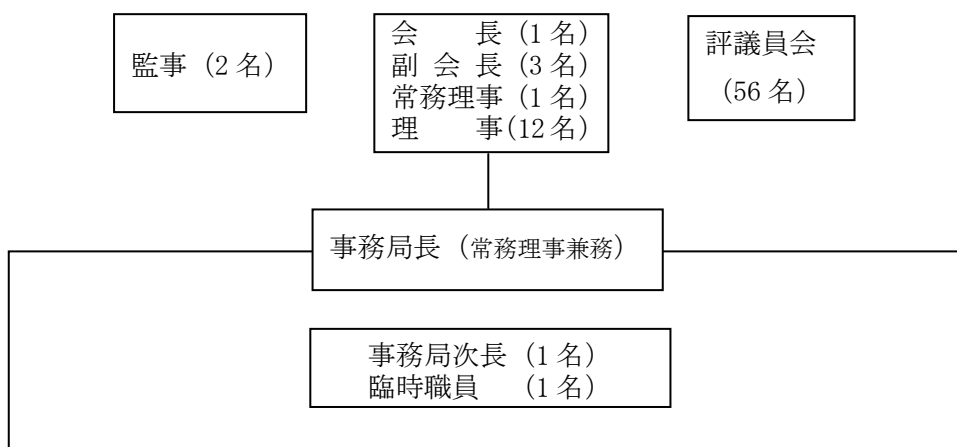 監事（2名）
会　　長（1名）
副 会 長（3名）
常務理事（1名）
理　　事(12名)
評議員会
（56名）
事務局長（常務理事兼務）
事務局次長（1名）
臨時職員　（1名）